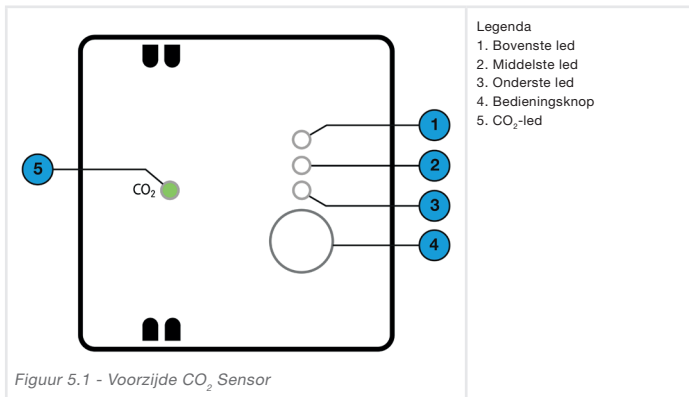 1
2
3
4
5
CO₂
Figuur 5.1 - Voorzijde CO₂ Sensor
Legenda
1. Bovenste led
2. Middelste led
3. Onderste led
4. Bedieningsknop
5. CO₂-led